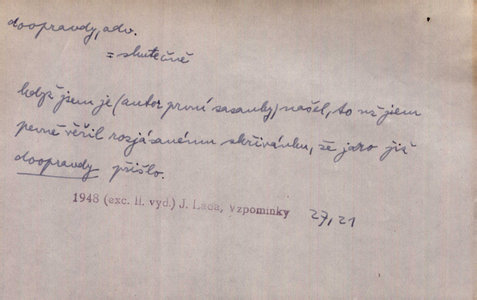 doopravdy, adv.
= skutečně
když jsem je (autor první sasanky) našel, to už jsem
pevně věřil rozjásanému skřivánku, že jaro již
doopravdy přišlo.
1948 (exc. II. vyd.) J. Lada, Vzpomínky 27, 21